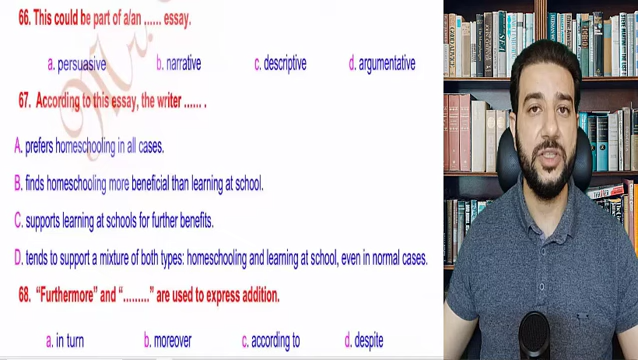 66. This could be part of a/an ...... essay.
a. persuasive b. narrative c. descriptive d. argumentative
67. According to this essay, the writer ...... .
A. prefers homeschooling in all cases.
B. finds homeschooling more beneficial than learning at school.
C. supports learning at schools for further benefits.
D. tends to support a mixture of both types: homeschooling and learning at school, even in normal cases.
68. “Furthermore” and “.........” are used to express addition.
a. in turn b. moreover c. according to d. despite